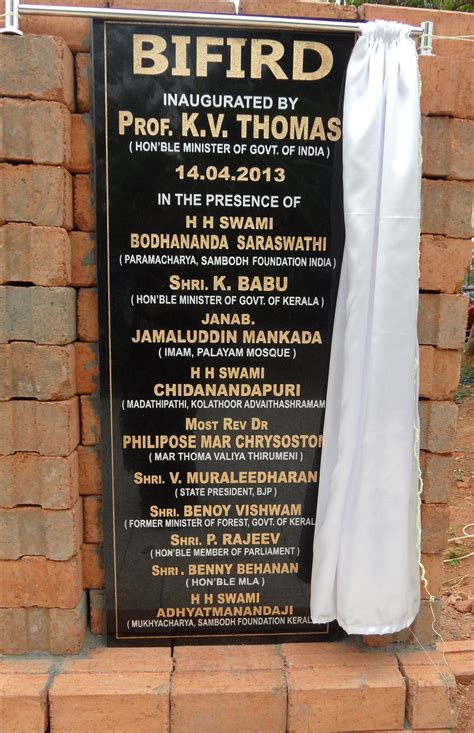 BIFIRD
INAUGURATED BY
PROF. K.V. THOMAS
( HON'BLE MINISTER OF GOVT. OF INDIA )
14.04.2013
IN THE PRESENCE OF
H H SWAMI
BODHANANDA SARASWATHI
( PARAMACHARYA, SAMBODH FOUNDATION INDIA )
SHRI. K. BABU
( HON'BLE MINISTER OF GOVT. OF KERALA )
JANAB.
JAMALUDDIN MANKADA
( IMAM, PALAYAM MOSQUE )
H H SWAMI
CHIDANANDAPURI
( MADATHIPATHI, KOLATHOOR ADVAITHASHRAMAM
MOST REV DR
PHILIPOSE MAR CHRYSOSTOM
( MAR THOMA VALIYA THIRUMENI )
SHRI. V. MURALEEDHARAN
( STATE PRESIDENT, BJP )
SHRI. BENOY VISHWAM
( FORMER MINISTER OF FOREST, GOVT. OF KERAL
SHRI. P. RAJEEV
( HON'BLE MEMBER OF PARLIAMENT )
SHRI . BENNY BEHANAN
( HON'BLE MLA )
H H SWAMI
ADHYATMANANDAJI
( MUKHYACHARYA, SAMBODH FOUNDATION KERAL